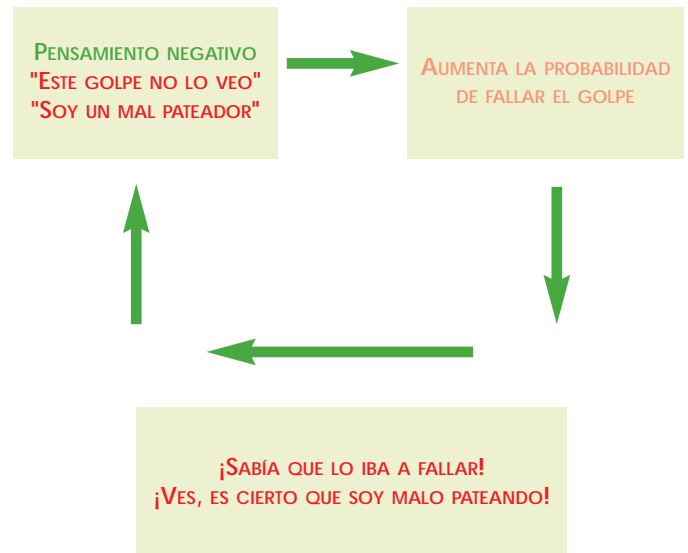 PENSAMIENTO NEGATIVO
"ESTE GOLPE NO LO VEO"
"SOY UN MAL PATEADOR"
AUMENTA LA PROBABILIDAD
DE FALLAR EL GOLPE
¡SABÍA QUE LO IBA A FALLAR!
¡VES, ES CIERTO QUE SOY MALO PATEANDO!